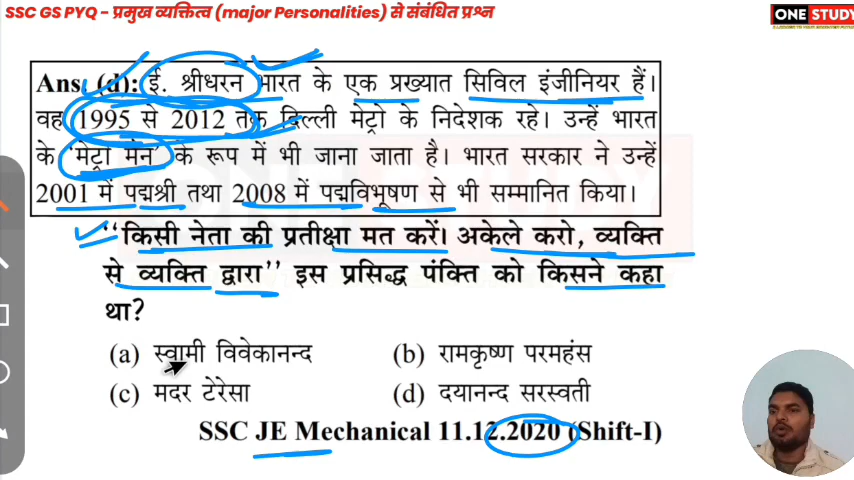 SSC GS PYQ - प्रमुख व्यक्तित्व (major Personalities) से संबंधित प्रश्न
ONE STUDY
Ans. (d): ई. श्रीधरन भारत के एक प्रख्यात सिविल इंजीनियर हैं।
वह 1995 से 2012 तक दिल्ली मेट्रो के निदेशक रहे। उन्हें भारत
के 'मेट्रो मैन' के रूप में भी जाना जाता है। भारत सरकार ने उन्हें
2001 में पद्मश्री तथा 2008 में पद्मविभूषण से भी सम्मानित किया।
‘‘किसी नेता की प्रतीक्षा मत करें। अकेले करो, व्यक्ति
से व्यक्ति द्वारा’’ इस प्रसिद्ध पंक्ति को किसने कहा
था?
(a) स्वामी विवेकानन्द (b) रामकृष्ण परमहंस
(c) मदर टेरेसा (d) दयानन्द सरस्वती
SSC JE Mechanical 11.12.2020 (Shift-I)